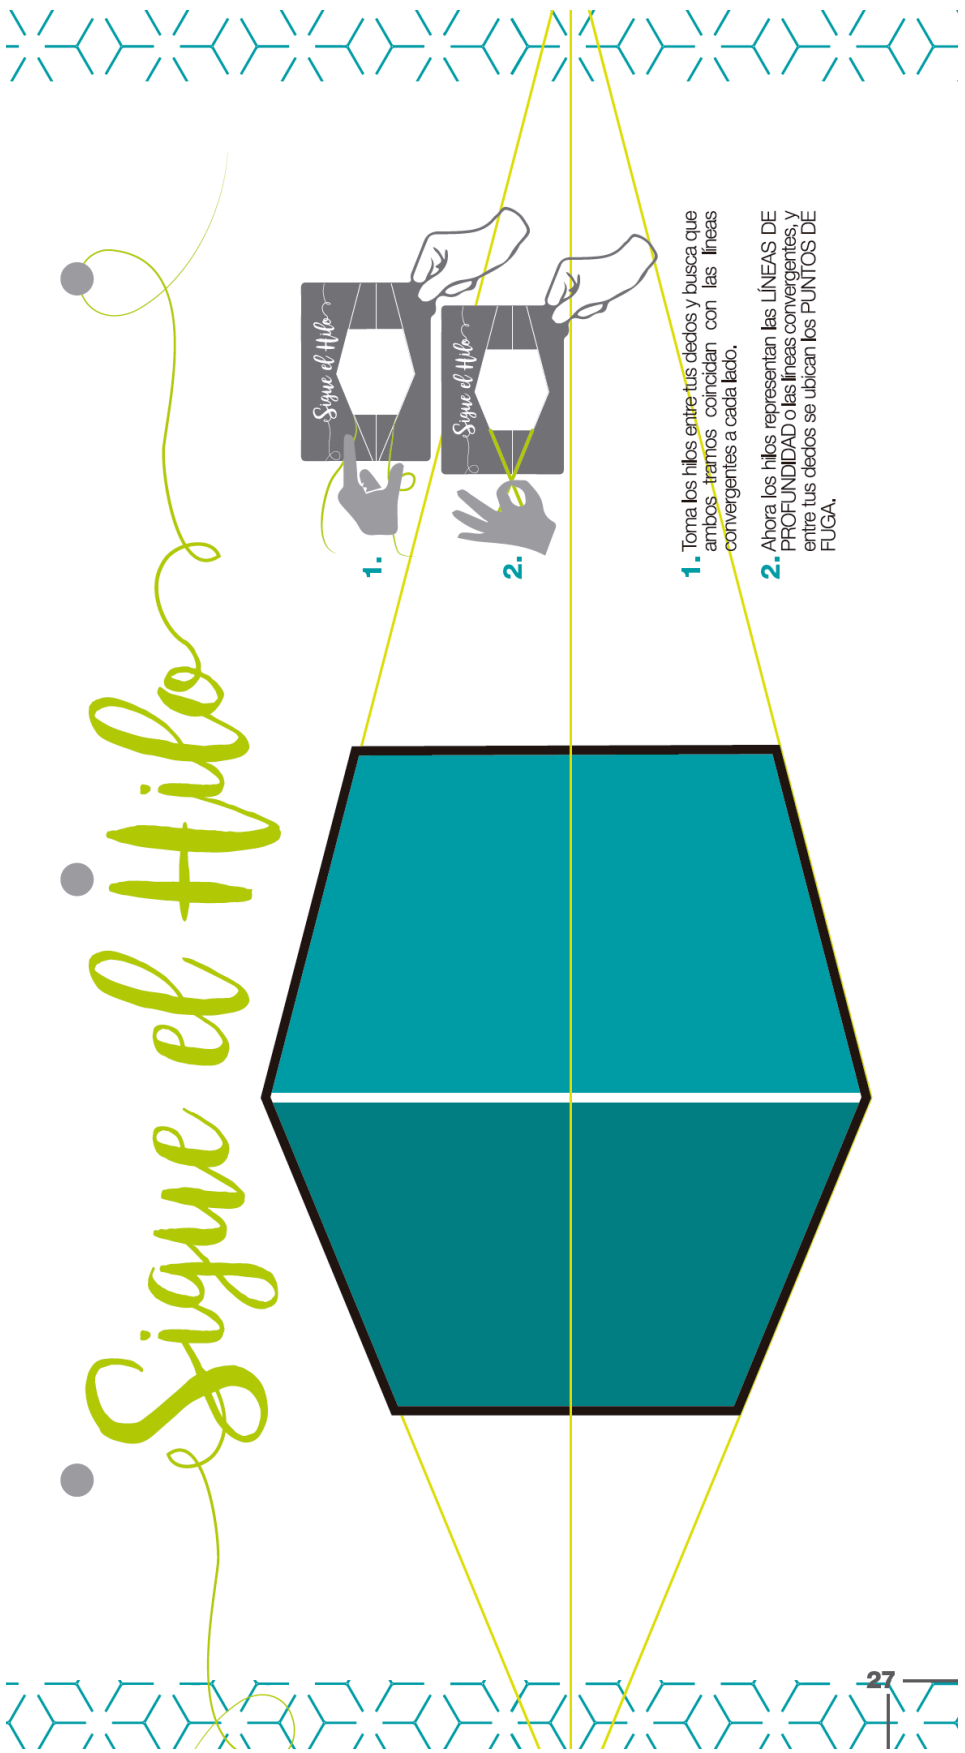 Sigue el Hilo
Sigue el Hilo
1.
Sigue el Hilo
2.
1. Toma los hilos entre tus dedos y busca que
ambos tramos coincidan con las líneas
convergentes a cada lado.
2. Ahora los hilos representan las LÍNEAS DE
PROFUNDIDAD o las líneas convergentes, y
entre tus dedos se ubican los PUNTOS DE
FUGA.
27